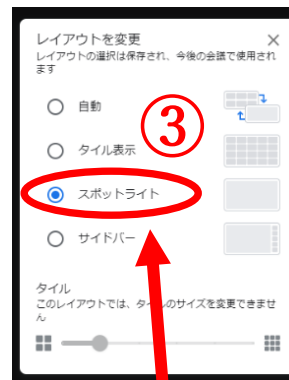 レイアウトを変更
レイアウトの選択は保存され、今後の会議で使用され
ます
自動
③
タイル表示
スポットライト
サイドバー
タイル
このレイアウトでは、タイルのサイズを変更できませ
ん